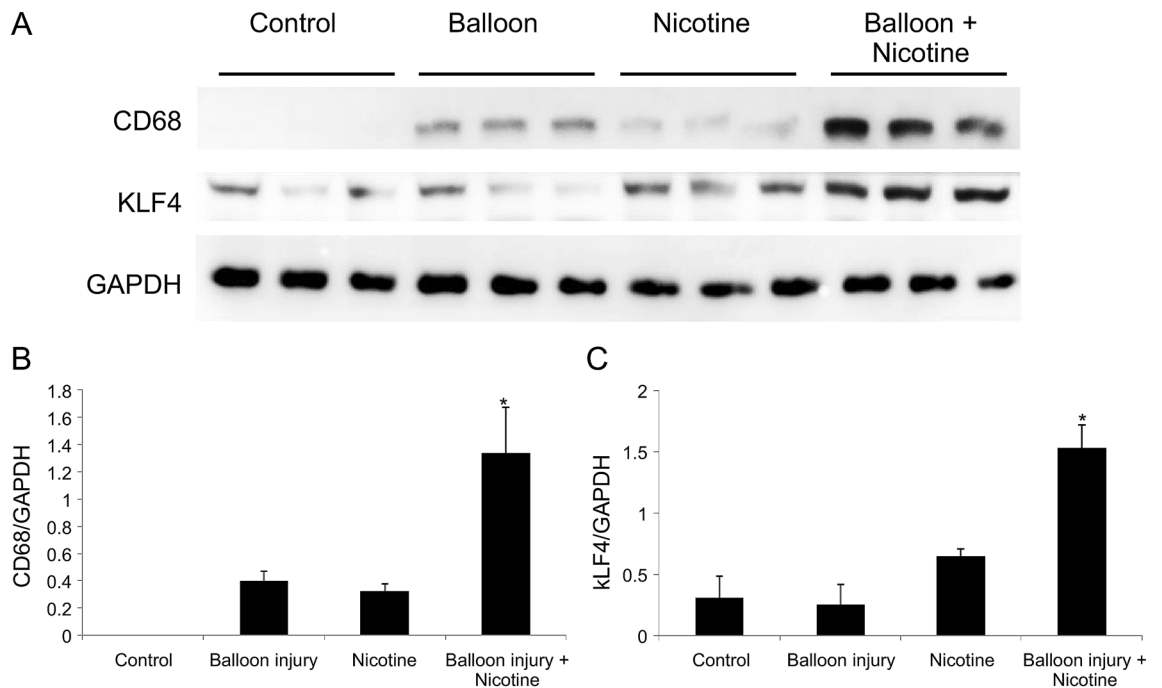 A
Control Balloon Nicotine Balloon +
Nicotine
CD68
KLF4
GAPDH
B
CD68/GAPDH
1.8
1.6
1.4
1.2
1
0.8
0.6
0.4
0.2
0
*
Control Balloon injury Nicotine Balloon injury +
Nicotine
C
kLF4/GAPDH
2
1.5
1
0.5
0
*
Control Balloon injury Nicotine Balloon injury +
Nicotine